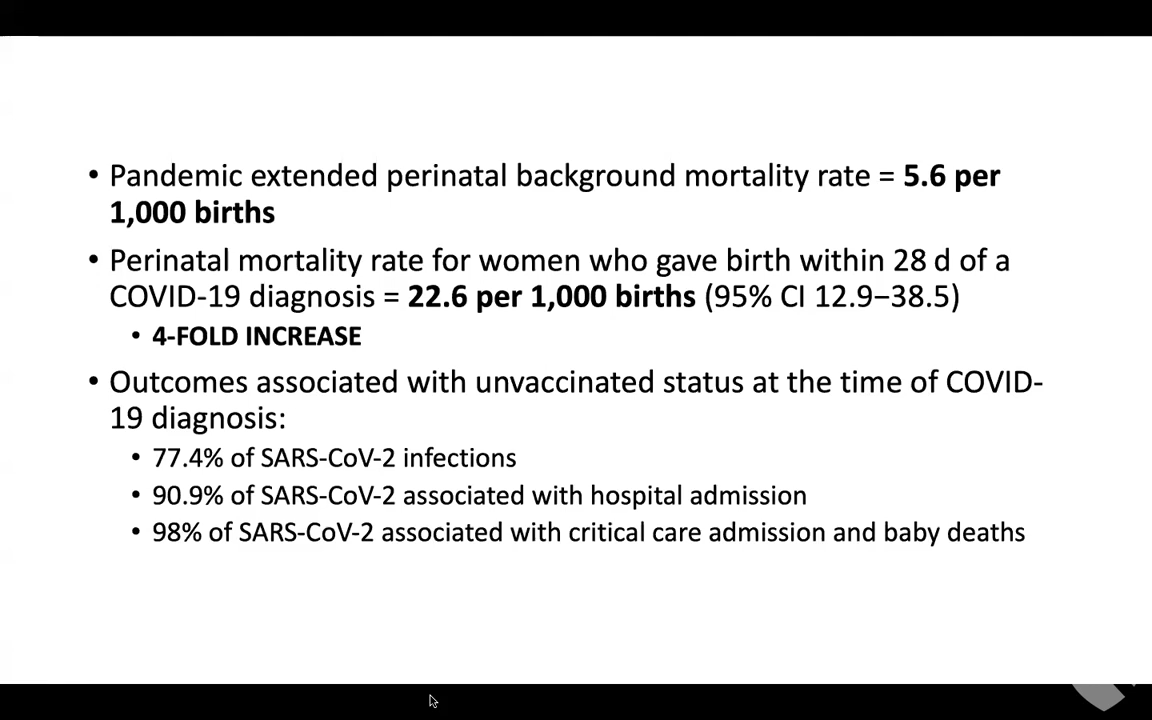 • Pandemic extended perinatal background mortality rate = 5.6 per
1,000 births
• Perinatal mortality rate for women who gave birth within 28 d of a
COVID-19 diagnosis = 22.6 per 1,000 births (95% CI 12.9–38.5)
• 4-FOLD INCREASE
• Outcomes associated with unvaccinated status at the time of COVID-
19 diagnosis:
• 77.4% of SARS-CoV-2 infections
• 90.9% of SARS-CoV-2 associated with hospital admission
• 98% of SARS-CoV-2 associated with critical care admission and baby deaths